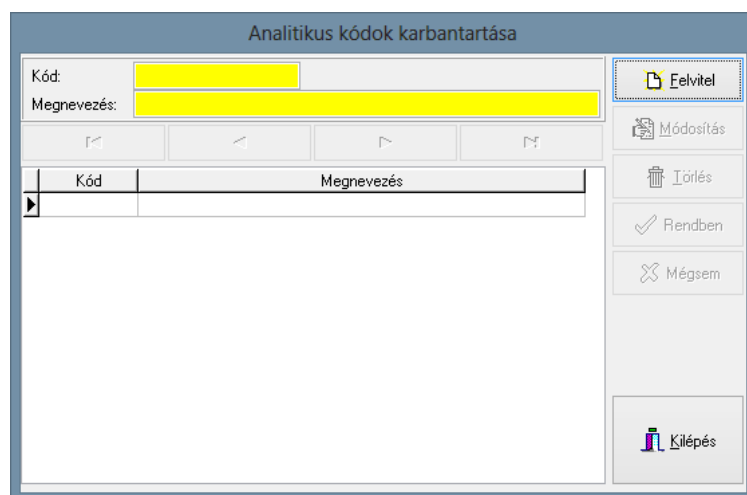 Analitikus kódok karbantartása
Kód:
Megnevezés:
Felvitel
Módosítás
Törlés
Rendben
Mégsem
Kilépés
Kód Megnevezés